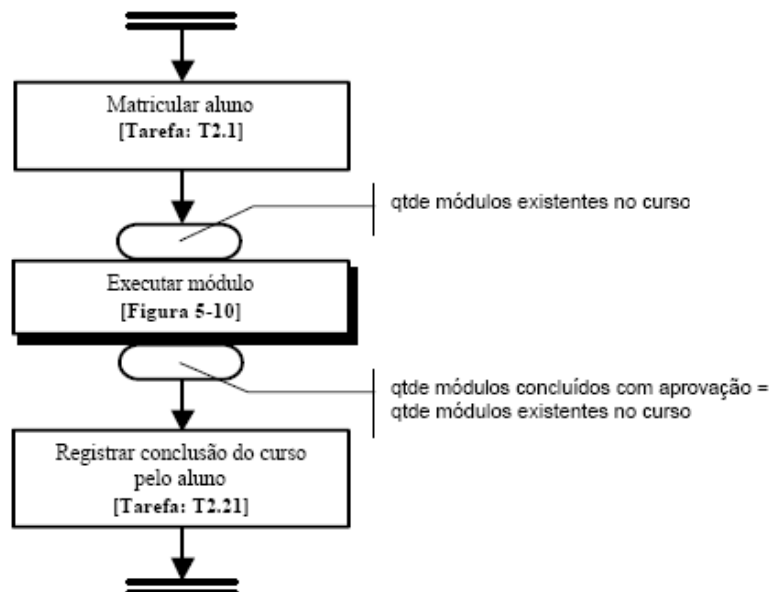 Matricular aluno
[Tarefa: T2.1]
qtde módulos existentes no curso
Executar módulo
[Figura 5-10]
qtde módulos concluídos com aprovação =
qtde módulos existentes no curso
Registrar conclusão do curso
pelo aluno
[Tarefa: T2.21]